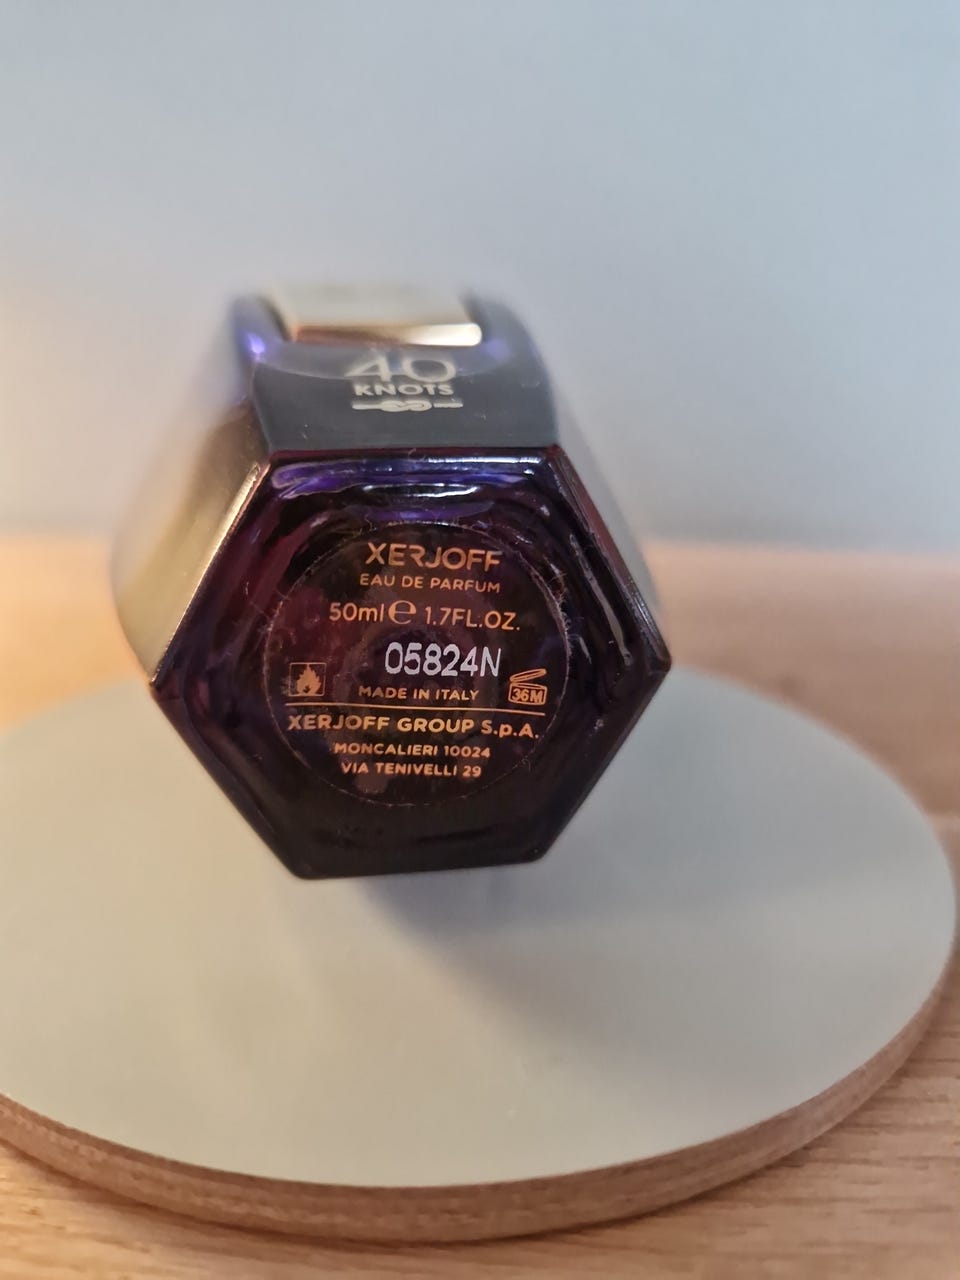 40
KNOTS
XERJOFF
EAU DE PARFUM
50ml ℮ 1.7FL.OZ.
05824N
36M
MADE IN ITALY
XERJOFF GROUP S.p.A.
MONCALIERI 10024
VIA TENIVELLI 29